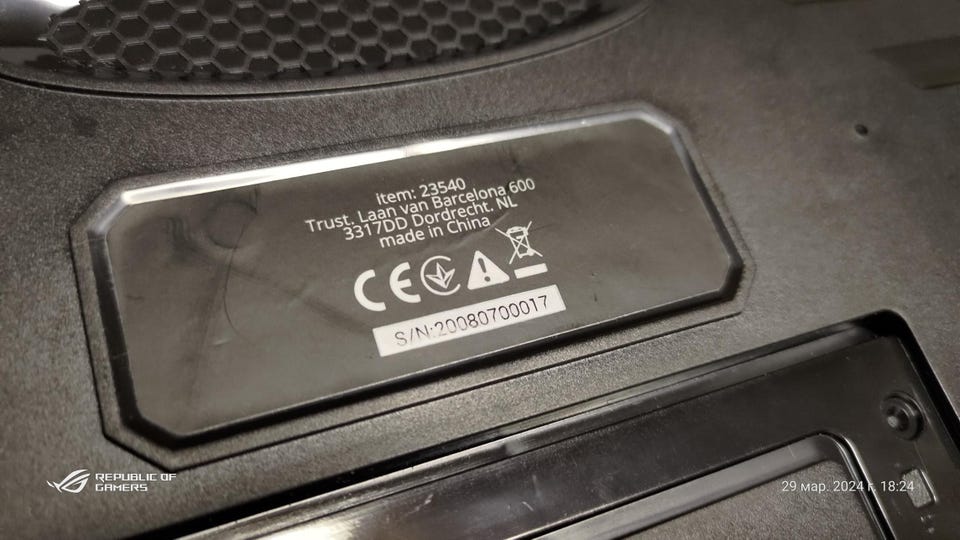 Item: 23540
Trust. Laan van Barcelona 600
3317DD Dordrecht. NL
made in China
CE
S/N:20080700017
REPUBLIC OF
GAMERS
29 мар. 2024 г. 18:24